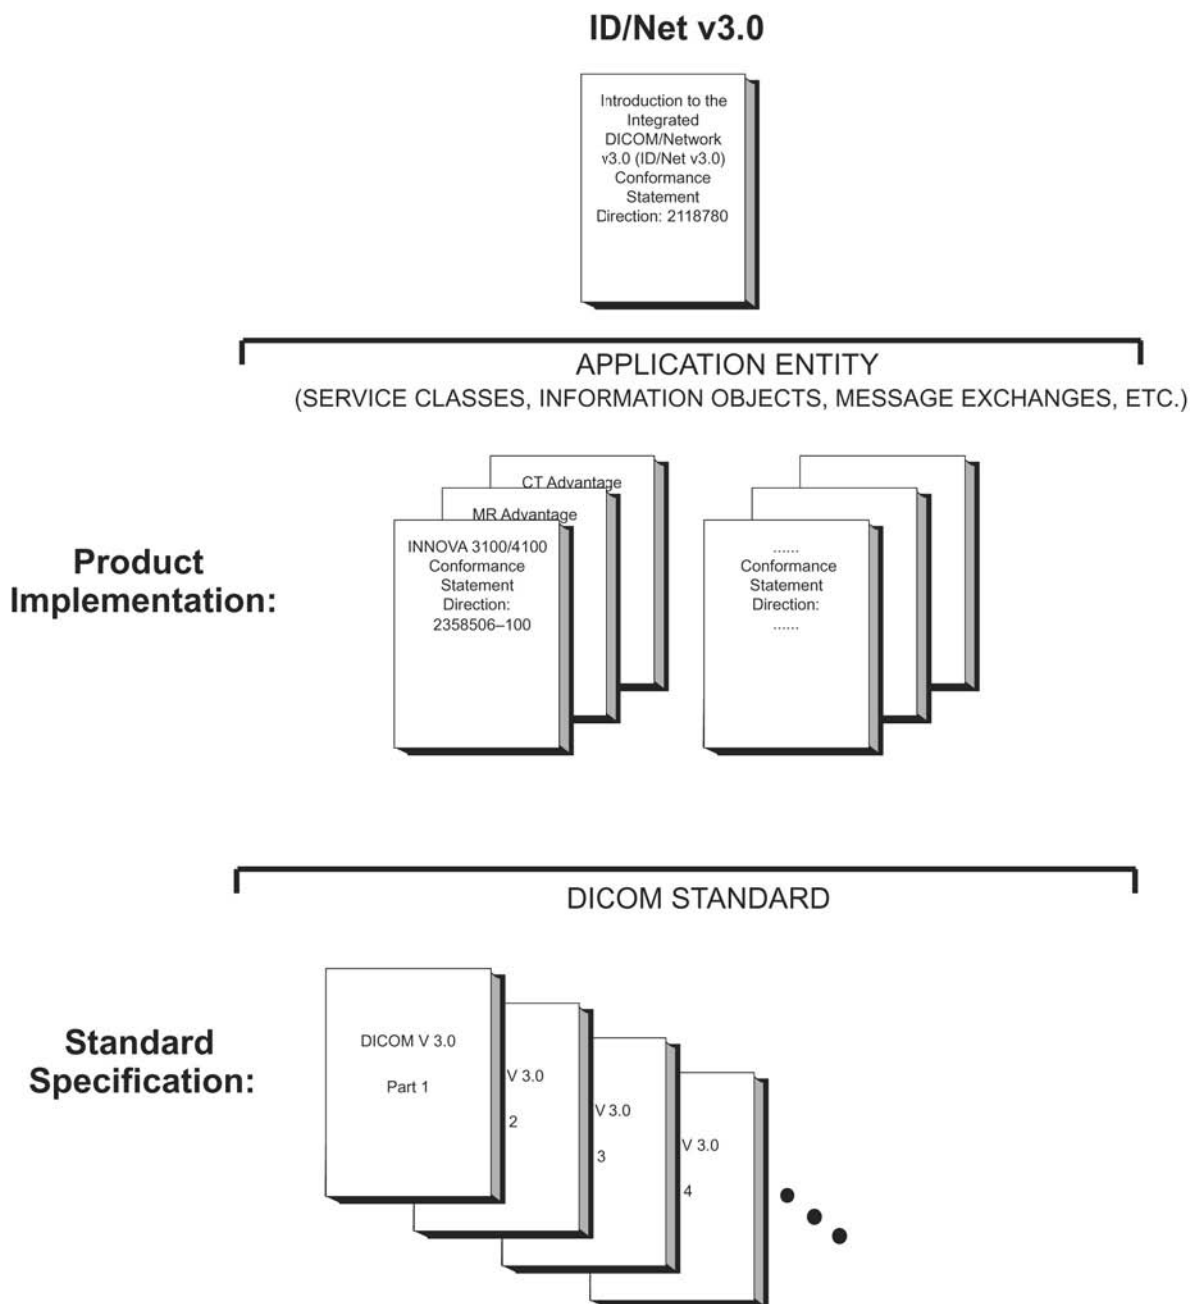 ID/Net v3.0
Introduction to the
Integrated
DICOM/Network
v3.0 (ID/Net v3.0)
Conformance
Statement
Direction: 2118780
APPLICATION ENTITY
(SERVICE CLASSES, INFORMATION OBJECTS, MESSAGE EXCHANGES, ETC.)
Product
Implementation:
CT Advantage
MR Advantage
INNOVA 3100/4100
Conformance
Statement
Direction:
2358506–100
......
Conformance
Statement
Direction:
......
DICOM STANDARD
Standard
Specification:
DICOM V 3.0
Part 1
V 3.0
2
V 3.0
3
V 3.0
4